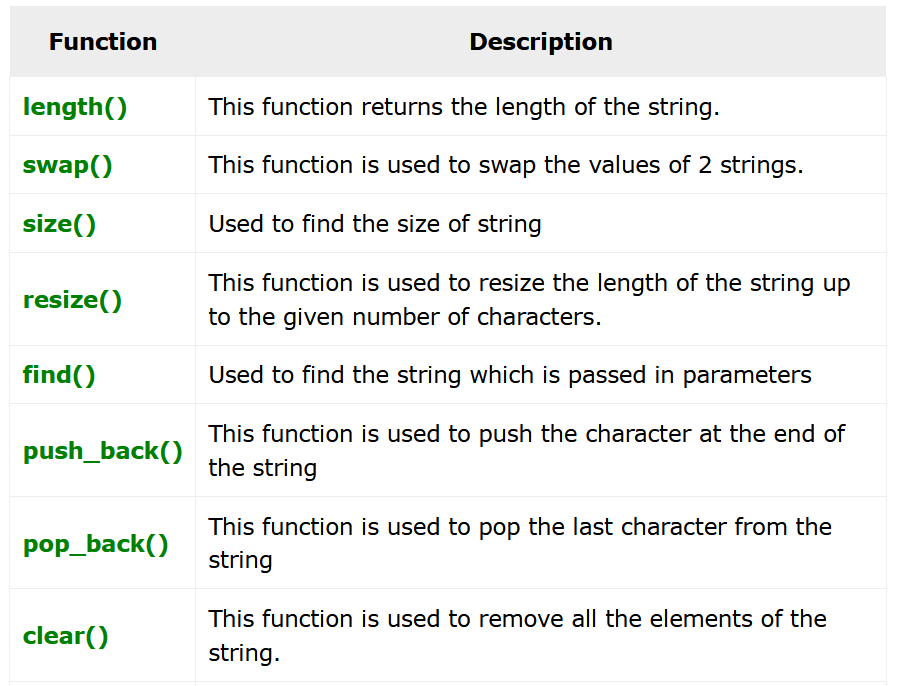 Function Description
length() This function returns the length of the string.
swap() This function is used to swap the values of 2 strings.
size() Used to find the size of string
resize() This function is used to resize the length of the string up
to the given number of characters.
find() Used to find the string which is passed in parameters
push_back() This function is used to push the character at the end of
the string
pop_back() This function is used to pop the last character from the
string
clear() This function is used to remove all the elements of the
string.